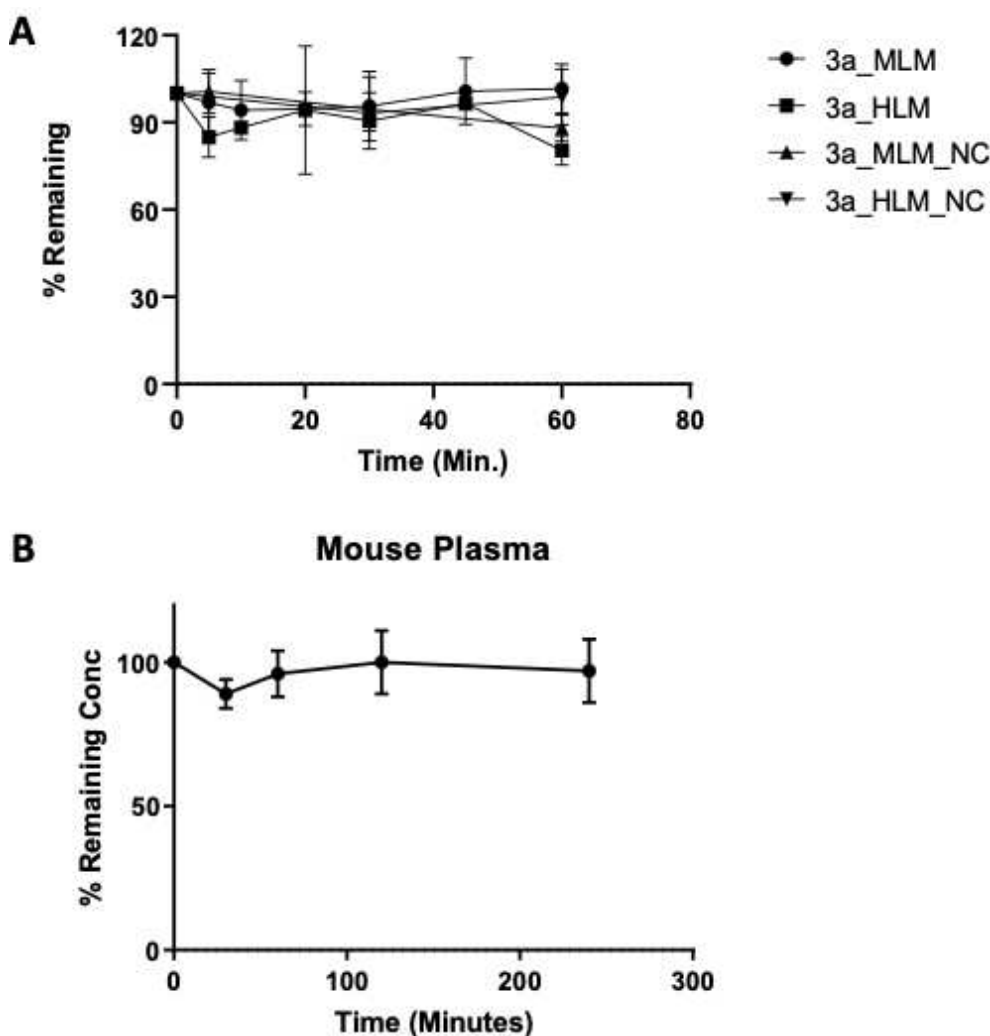 A
120
90
60
30
0
% Remaining
0 20 40 60 80
Time (Min.)
3a_MLM
3a_HLM
3a_MLM_NC
3a_HLM_NC
B
Mouse Plasma
100
50
0
% Remaining Conc
0 100 200 300
Time (Minutes)